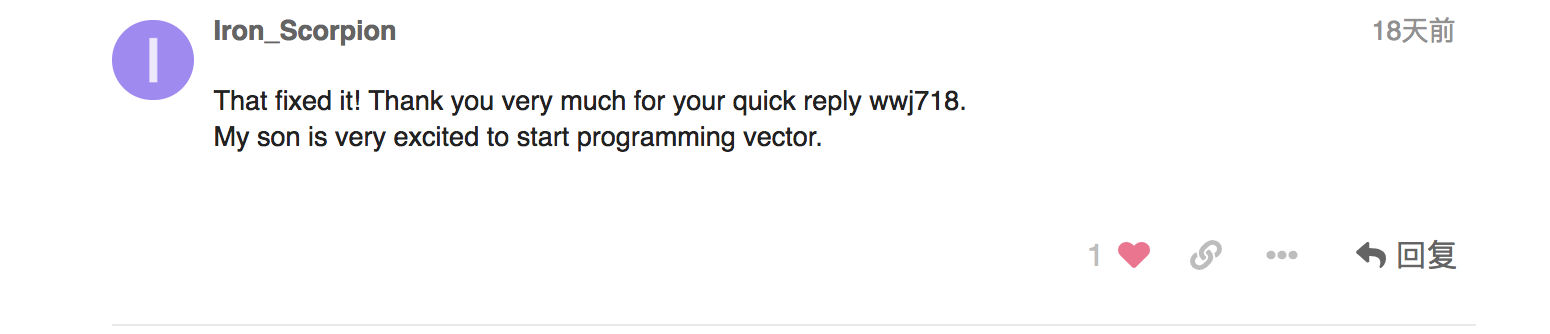 I
Iron_Scorpion
18天前
That fixed it! Thank you very much for your quick reply wwj718.
My son is very excited to start programming vector.
1
回复